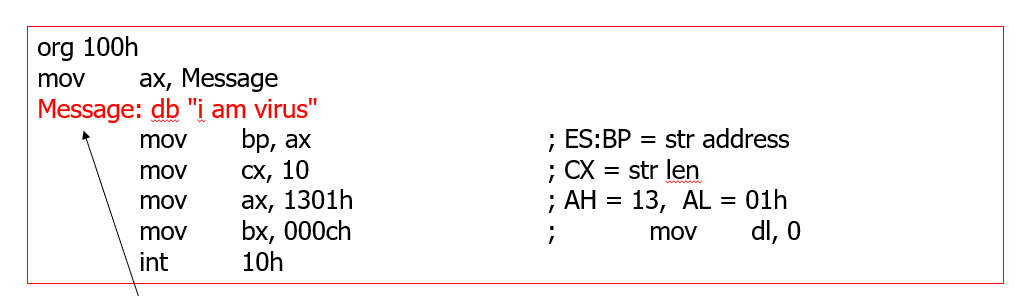 org 100h
mov ax, Message
Message: db "i am virus"
mov bp, ax ; ES:BP = str address
mov cx, 10 ; CX = str len
mov ax, 1301h ; AH = 13, AL = 01h
mov bx, 000ch ; mov dl, 0
int 10h